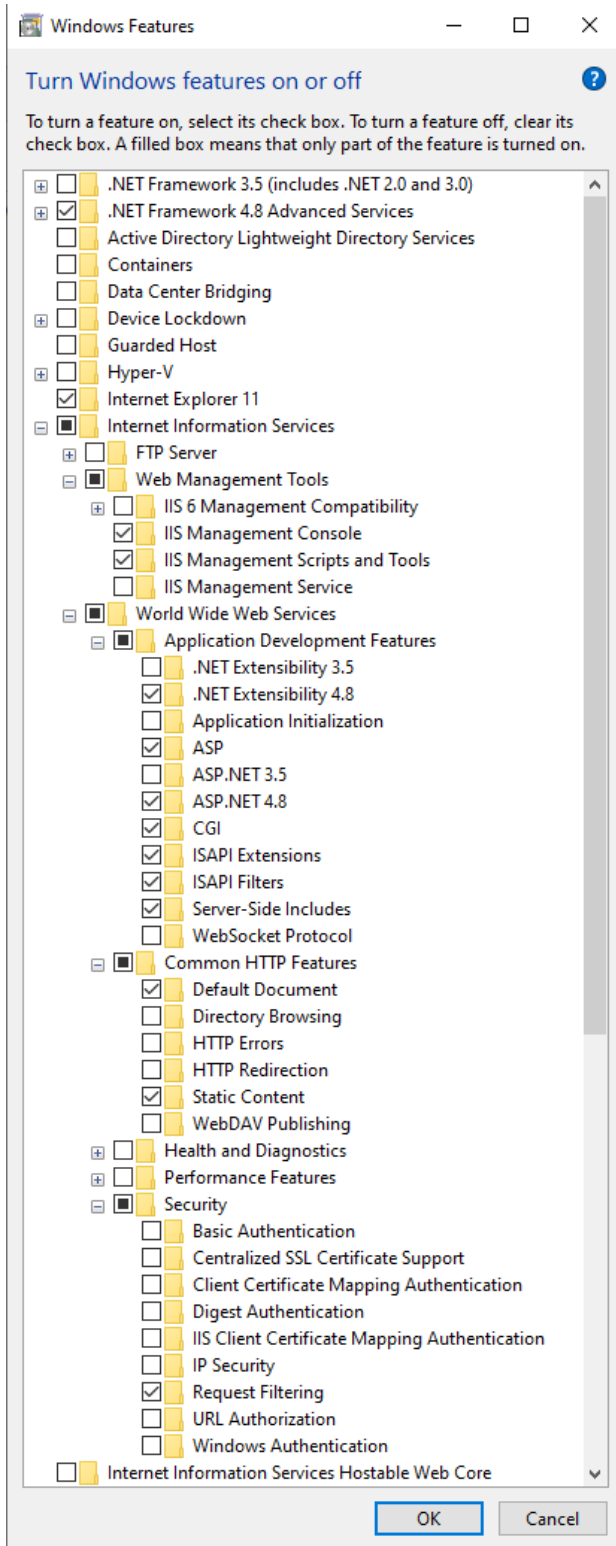 Windows Features
Turn Windows features on or off
To turn a feature on, select its check box. To turn a feature off, clear its
check box. A filled box means that only part of the feature is turned on.
.NET Framework 3.5 (includes .NET 2.0 and 3.0)
.NET Framework 4.8 Advanced Services
Active Directory Lightweight Directory Services
Containers
Data Center Bridging
Device Lockdown
Guarded Host
Hyper-V
Internet Explorer 11
Internet Information Services
FTP Server
Web Management Tools
IIS 6 Management Compatibility
IIS Management Console
IIS Management Scripts and Tools
IIS Management Service
World Wide Web Services
Application Development Features
.NET Extensibility 3.5
.NET Extensibility 4.8
Application Initialization
ASP
ASP.NET 3.5
ASP.NET 4.8
CGI
ISAPI Extensions
ISAPI Filters
Server-Side Includes
WebSocket Protocol
Common HTTP Features
Default Document
Directory Browsing
HTTP Errors
HTTP Redirection
Static Content
WebDAV Publishing
Health and Diagnostics
Performance Features
Security
Basic Authentication
Centralized SSL Certificate Support
Client Certificate Mapping Authentication
Digest Authentication
IIS Client Certificate Mapping Authentication
IP Security
Request Filtering
URL Authorization
Windows Authentication
Internet Information Services Hostable Web Core
OK
Cancel